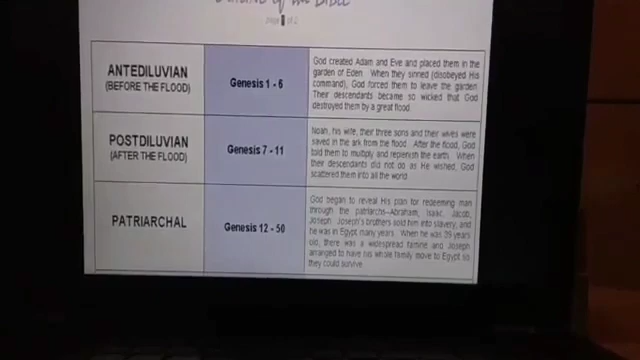 of the Bible
Page 1 of 2
ANTEDILUVIAN
(BEFORE THE FLOOD)
Genesis 1 - 6
God created Adam and Eve and placed them in the
garden of Eden. When they sinned (disobeyed His
command), God forced them to leave the garden.
Their descendants became so wicked that God
destroyed them by a great flood.
POSTDILUVIAN
(AFTER THE FLOOD)
Genesis 7 - 11
Noah, his wife, their three sons and their wives were
saved in the ark from the flood. After the flood, God
told them to multiply and replenish the earth. When
their descendants did not do as He wished, God
scattered them into all the world.
PATRIARCHAL
Genesis 12 - 50
God began to reveal His plan for redeeming man
through the patriarchs--Abraham, Isaac, Jacob,
Joseph. Joseph's brothers sold him into slavery, and
he was in Egypt many years. When he was 39 years
old, there was a widespread famine and Joseph
arranged to have his whole family move to Egypt so
they could survive.